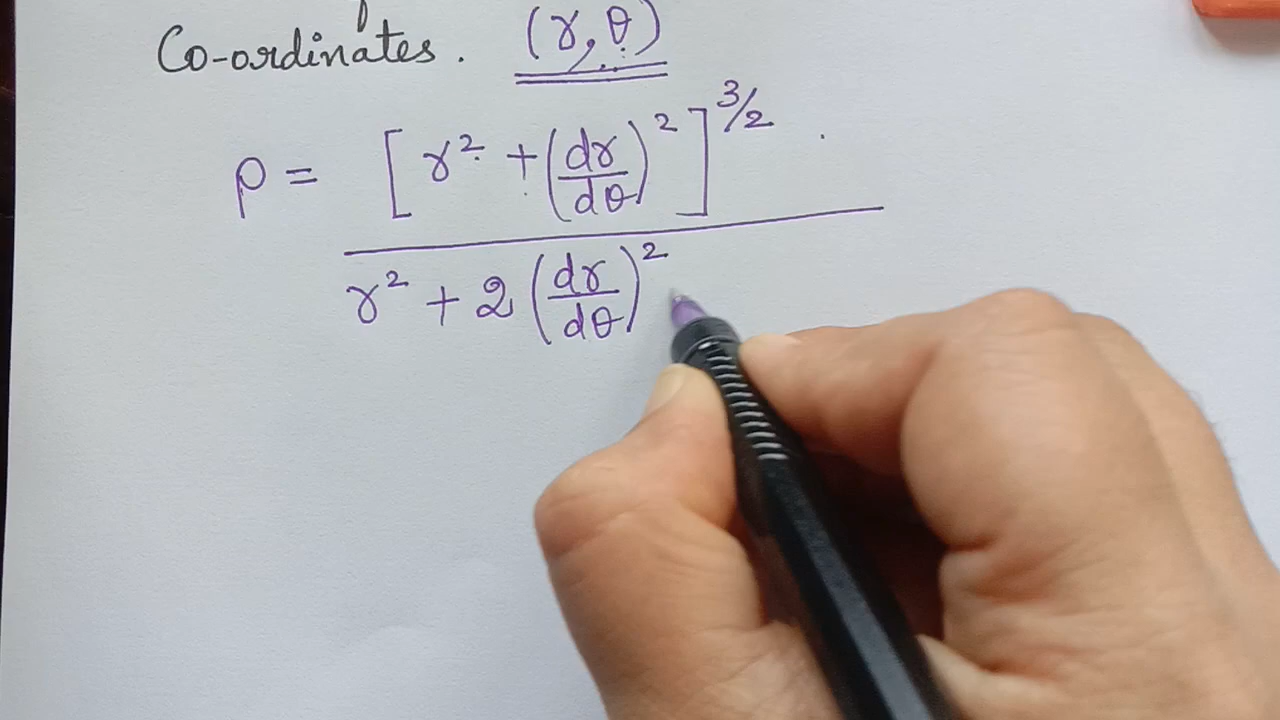 Co-ordinates. (r, θ)
ρ = [r² + (dr/dθ)²]^3/2
r² + 2(dr/dθ)²